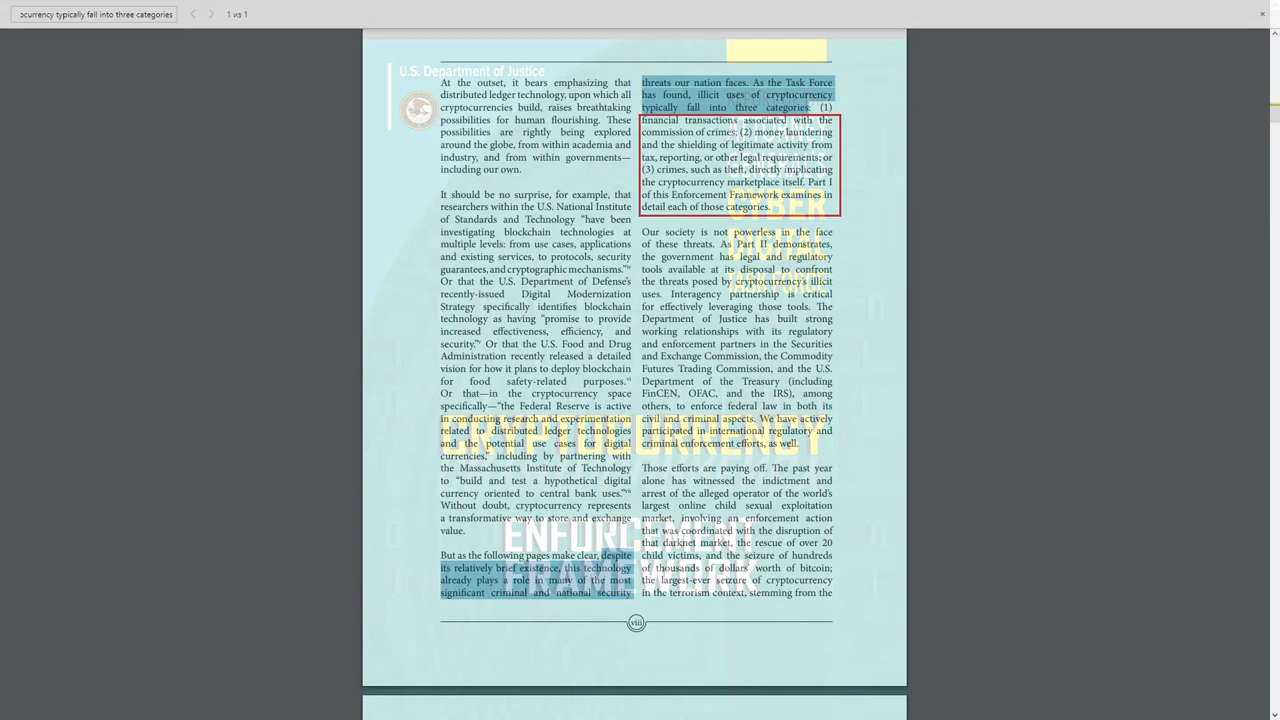 ocurrency typically fall into three categories
1 из 1
U.S. Department of Justice
At the outset, it bears emphasizing that
distributed ledger technology, upon which all
cryptocurrencies build, raises breathtaking
possibilities for human flourishing. These
possibilities are rightly being explored
around the globe, from within academia and
industry, and from within governments—
including our own.
It should be no surprise, for example, that
researchers within the U.S. National Institute
of Standards and Technology “have been
investigating blockchain technologies at
multiple levels: from use cases, applications
and existing services, to protocols, security
guarantees, and cryptographic mechanisms.”iv
Or that the U.S. Department of Defense’s
recently-issued Digital Modernization
Strategy specifically identifies blockchain
technology as having “promise to provide
increased effectiveness, efficiency, and
security.”v Or that the U.S. Food and Drug
Administration recently released a detailed
vision for how it plans to deploy blockchain
for food safety-related purposes.vi
Or that—in the cryptocurrency space
specifically—“the Federal Reserve is active
in conducting research and experimentation
related to distributed ledger technologies
and the potential use cases for digital
currencies,” including by partnering with
the Massachusetts Institute of Technology
to “build and test a hypothetical digital
currency oriented to central bank uses.”vii
Without doubt, cryptocurrency represents
a transformative way to store and exchange
value.
But as the following pages make clear, despite
its relatively brief existence, this technology
already plays a role in many of the most
significant criminal and national security
threats our nation faces. As the Task Force
has found, illicit uses of cryptocurrency
typically fall into three categories: (1)
financial transactions associated with the
commission of crimes; (2) money laundering
and the shielding of legitimate activity from
tax, reporting, or other legal requirements; or
(3) crimes, such as theft, directly implicating
the cryptocurrency marketplace itself. Part I
of this Enforcement Framework examines in
detail each of those categories.
Our society is not powerless in the face
of these threats. As Part II demonstrates,
the government has legal and regulatory
tools available at its disposal to confront
the threats posed by cryptocurrency’s illicit
uses. Interagency partnership is critical
for effectively leveraging those tools. The
Department of Justice has built strong
working relationships with its regulatory
and enforcement partners in the Securities
and Exchange Commission, the Commodity
Futures Trading Commission, and the U.S.
Department of the Treasury (including
FinCEN, OFAC, and the IRS), among
others, to enforce federal law in both its
civil and criminal aspects. We have actively
participated in international regulatory and
criminal enforcement efforts, as well.
Those efforts are paying off. The past year
alone has witnessed the indictment and
arrest of the alleged operator of the world’s
largest online child sexual exploitation
market, involving an enforcement action
that was coordinated with the disruption of
that darknet market, the rescue of over 20
child victims, and the seizure of hundreds
of thousands of dollars’ worth of bitcoin;
the largest-ever seizure of cryptocurrency
in the terrorism context, stemming from the
viii
ATTORNEY
GENERAL'S
CYBER
DIGITAL
TASK FORCE
CRYPTOCURRENCY
ENFORCEMENT
FRAMEWORK